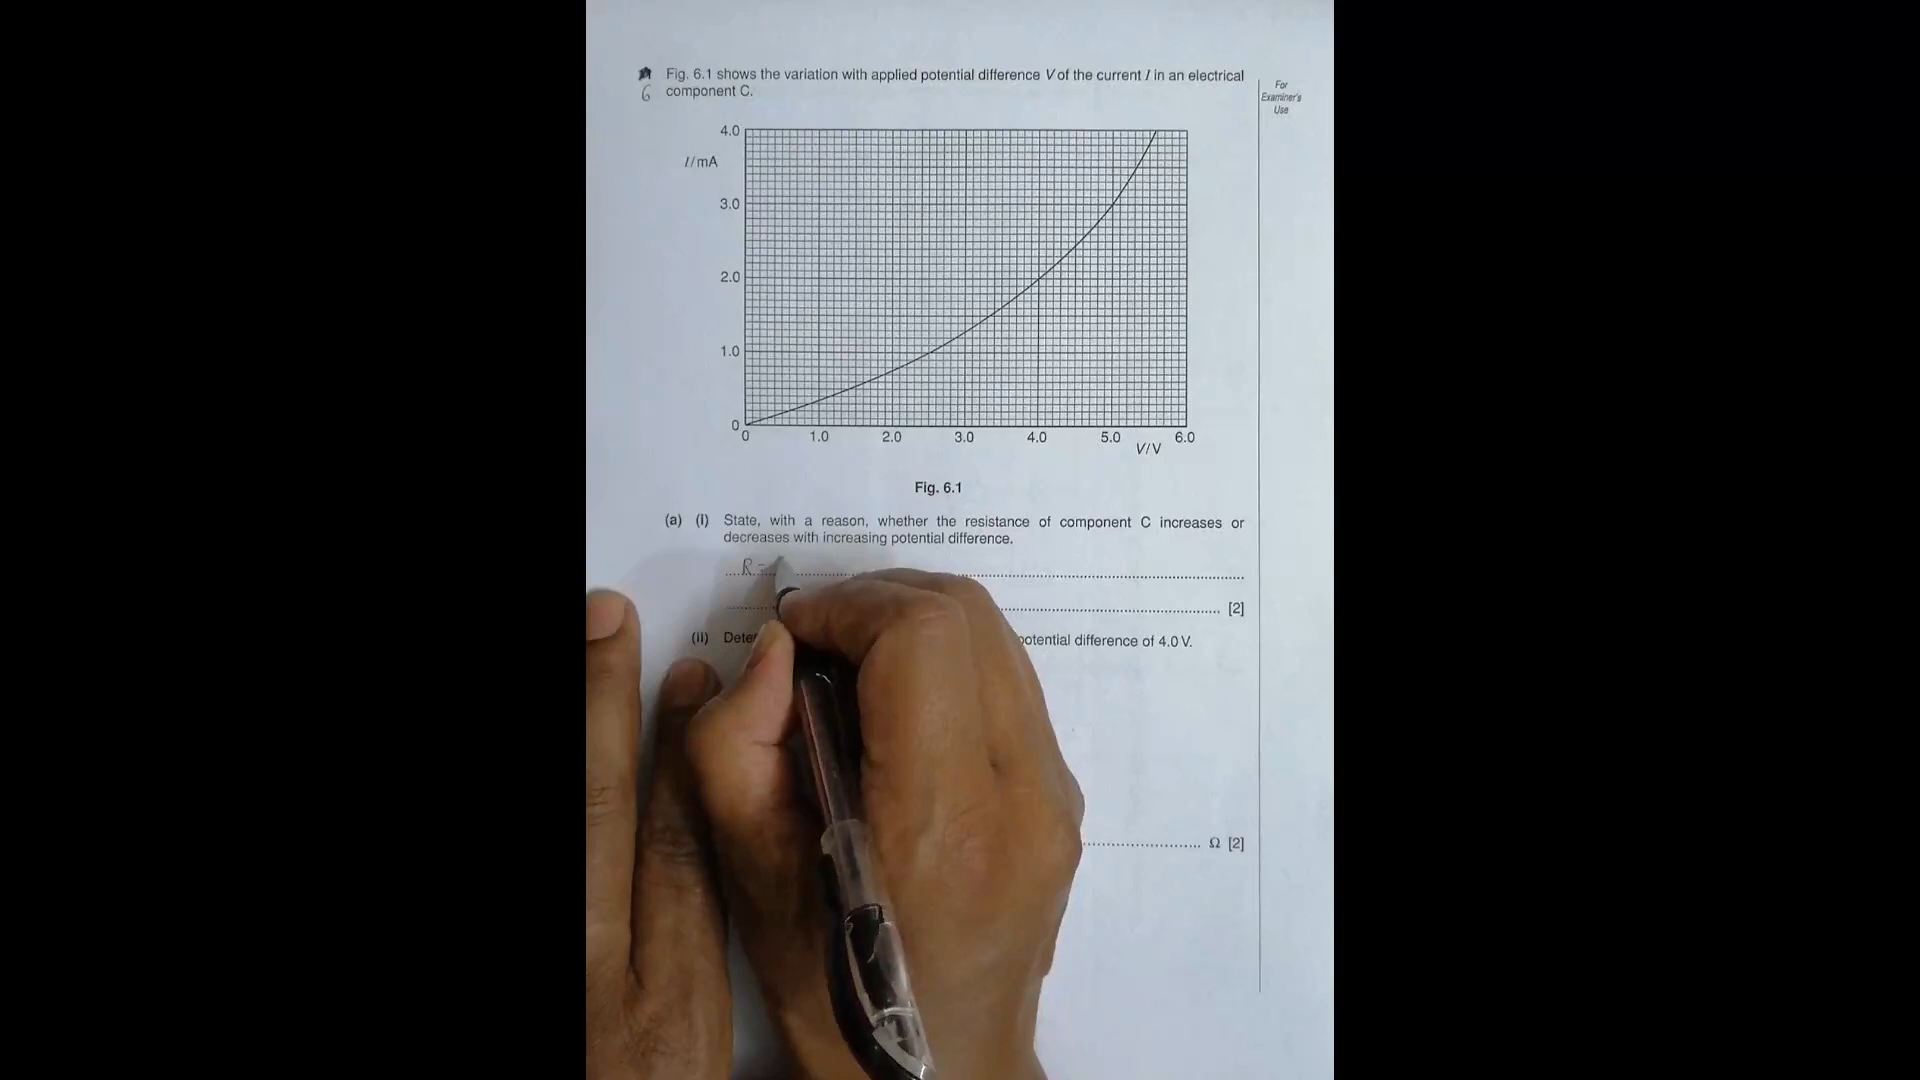 Fig. 6.1 shows the variation with applied potential difference V of the current I in an electrical
6 component C.
For
Examiner's
Use
4.0
I/mA
3.0
2.0
1.0
0
0 1.0 2.0 3.0 4.0 5.0 6.0
V/V
Fig. 6.1
(a) (i) State, with a reason, whether the resistance of component C increases or
decreases with increasing potential difference.
R =
[2]
(ii) potential difference of 4.0 V.
Ω [2]